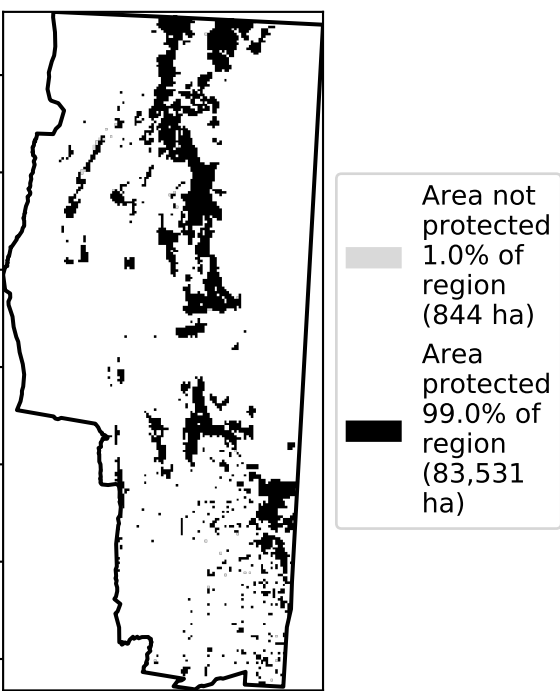 Area not
protected
1.0% of
region
(844 ha)
Area
protected
99.0% of
region
(83,531
ha)